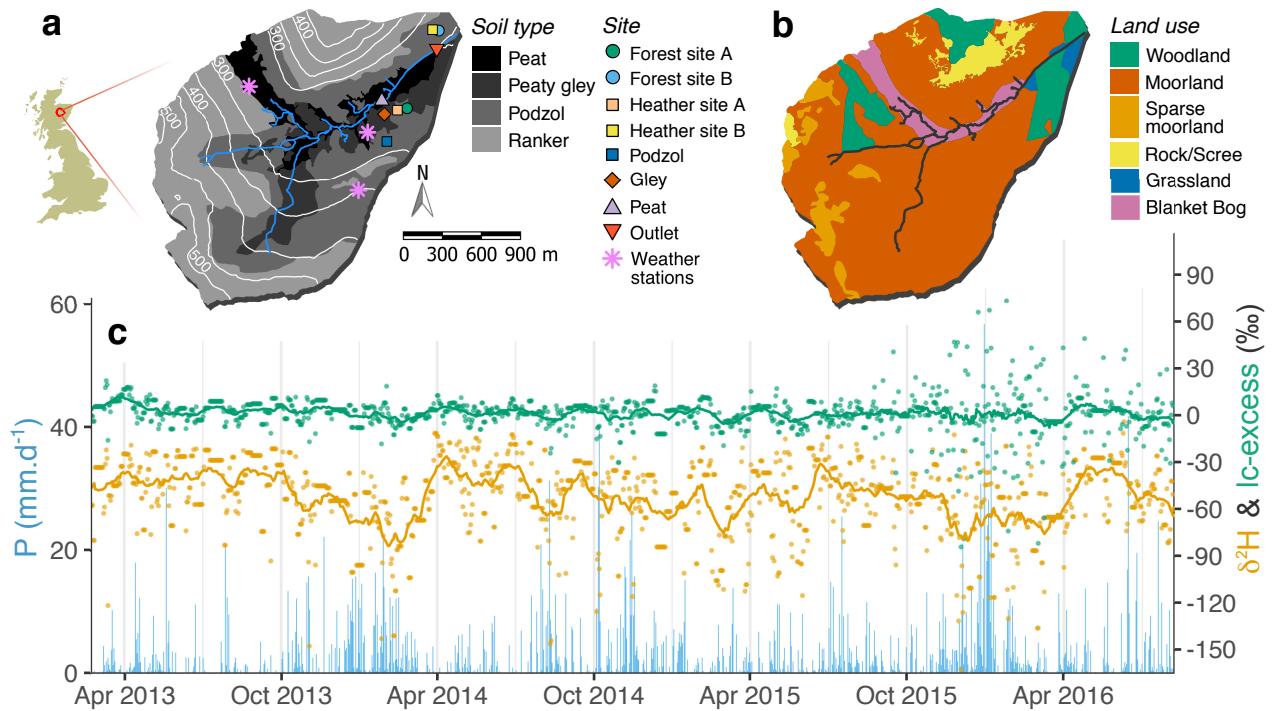 a
Soil type
Peat
Peaty gley
Podzol
Ranker
300
400
300
400
500
500
N
0 300 600 900 m
Site
Forest site A
Forest site B
Heather site A
Heather site B
Podzol
Gley
Peat
Outlet
Weather
stations
b
Land use
Woodland
Moorland
Sparse
moorland
Rock/Scree
Grassland
Blanket Bog
c
P (mm.d⁻¹)
60
40
20
0
90
60
30
0
-30
-60
-90
-120
-150
δ²H & lc-excess (‰)
Apr 2013
Oct 2013
Apr 2014
Oct 2014
Apr 2015
Oct 2015
Apr 2016